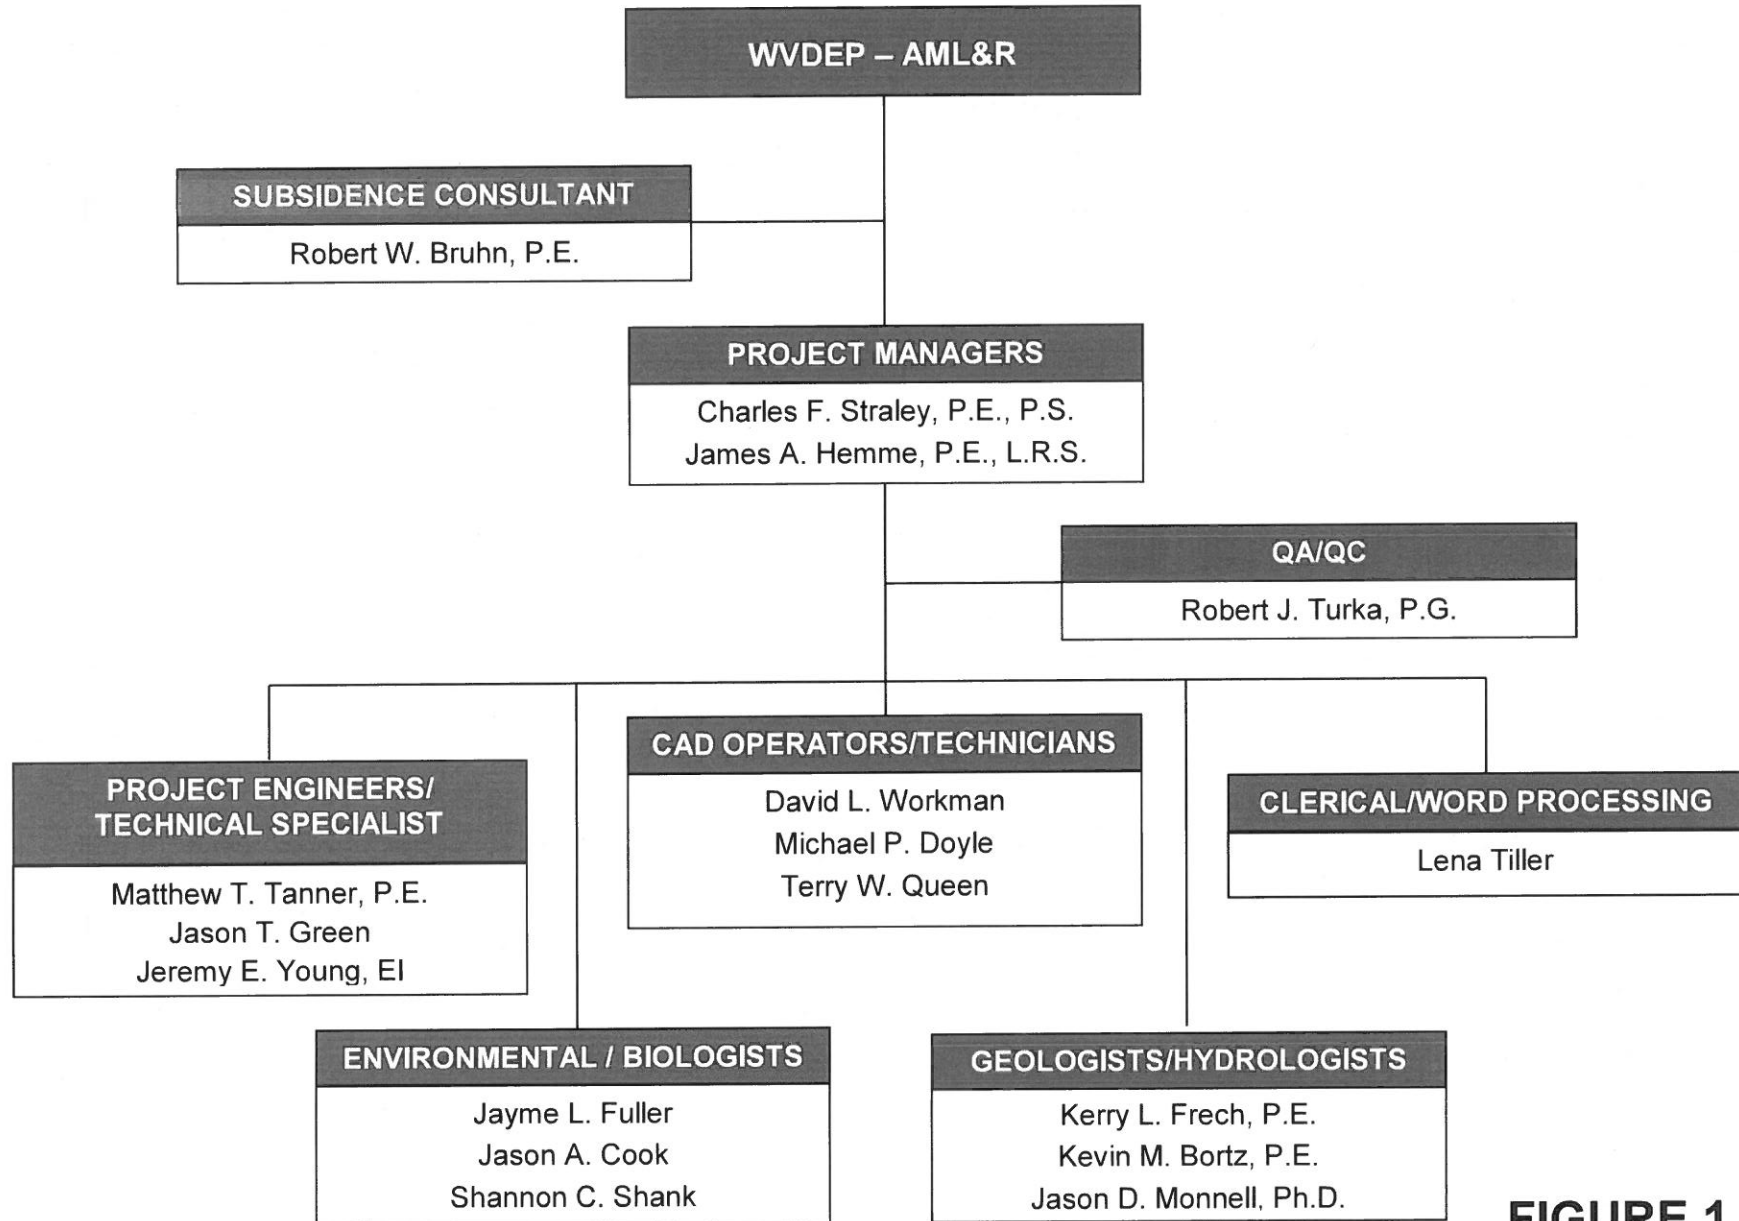 WVDEP – AML&R
SUBSIDENCE CONSULTANT
Robert W. Bruhn, P.E.
PROJECT MANAGERS
Charles F. Straley, P.E., P.S.
James A. Hemme, P.E., L.R.S.
QA/QC
Robert J. Turka, P.G.
PROJECT ENGINEERS/
TECHNICAL SPECIALIST
Matthew T. Tanner, P.E.
Jason T. Green
Jeremy E. Young, EI
CAD OPERATORS/TECHNICIANS
David L. Workman
Michael P. Doyle
Terry W. Queen
CLERICAL/WORD PROCESSING
Lena Tiller
ENVIRONMENTAL / BIOLOGISTS
Jayme L. Fuller
Jason A. Cook
Shannon C. Shank
GEOLOGISTS/HYDROLOGISTS
Kerry L. Frech, P.E.
Kevin M. Bortz, P.E.
Jason D. Monnell, Ph.D.
FIGURE 1